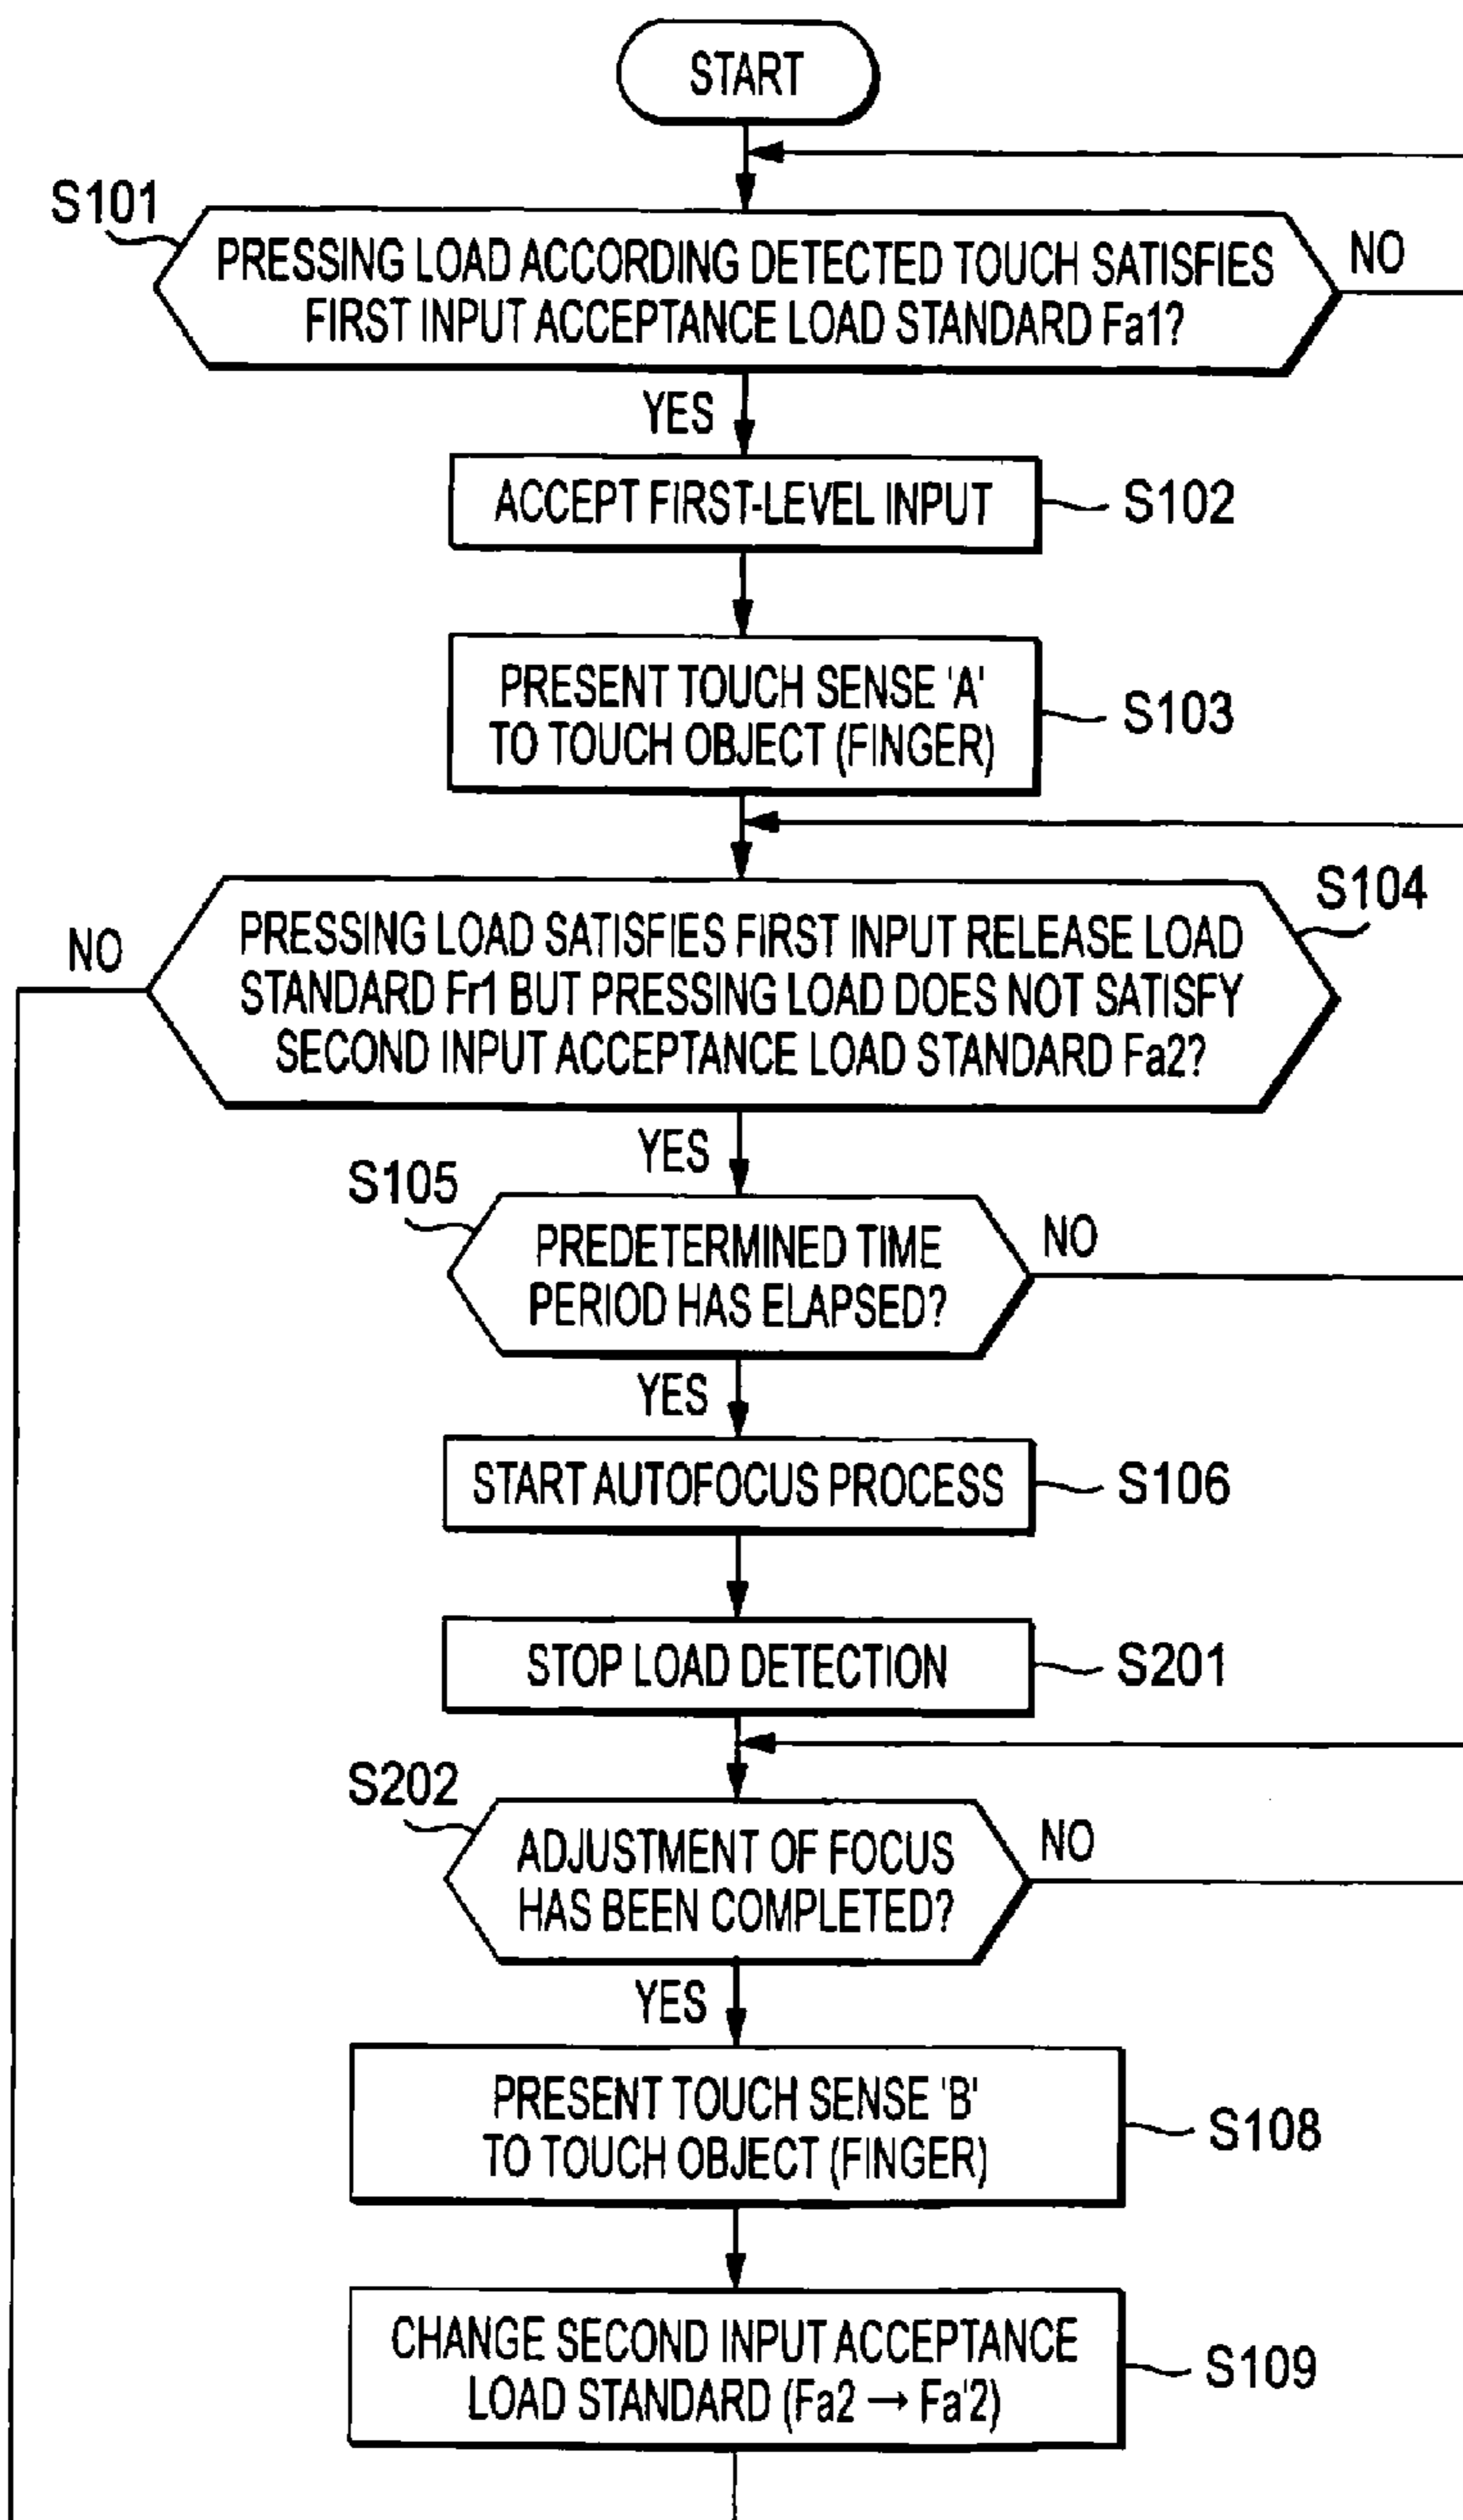 START
S101
PRESSING LOAD ACCORDING DETECTED TOUCH SATISFIES
FIRST INPUT ACCEPTANCE LOAD STANDARD Fa1?
NO
YES
ACCEPT FIRST-LEVEL INPUT
S102
PRESENT TOUCH SENSE 'A'
TO TOUCH OBJECT (FINGER)
S103
S104
NO
PRESSING LOAD SATISFIES FIRST INPUT RELEASE LOAD
STANDARD Fr1 BUT PRESSING LOAD DOES NOT SATISFY
SECOND INPUT ACCEPTANCE LOAD STANDARD Fa2?
YES
S105
PREDETERMINED TIME
PERIOD HAS ELAPSED?
NO
YES
START AUTOFOCUS PROCESS
S106
STOP LOAD DETECTION
S201
S202
ADJUSTMENT OF FOCUS
HAS BEEN COMPLETED?
NO
YES
PRESENT TOUCH SENSE 'B'
TO TOUCH OBJECT (FINGER)
S108
CHANGE SECOND INPUT ACCEPTANCE
LOAD STANDARD (Fa2 → Fa'2)
S109